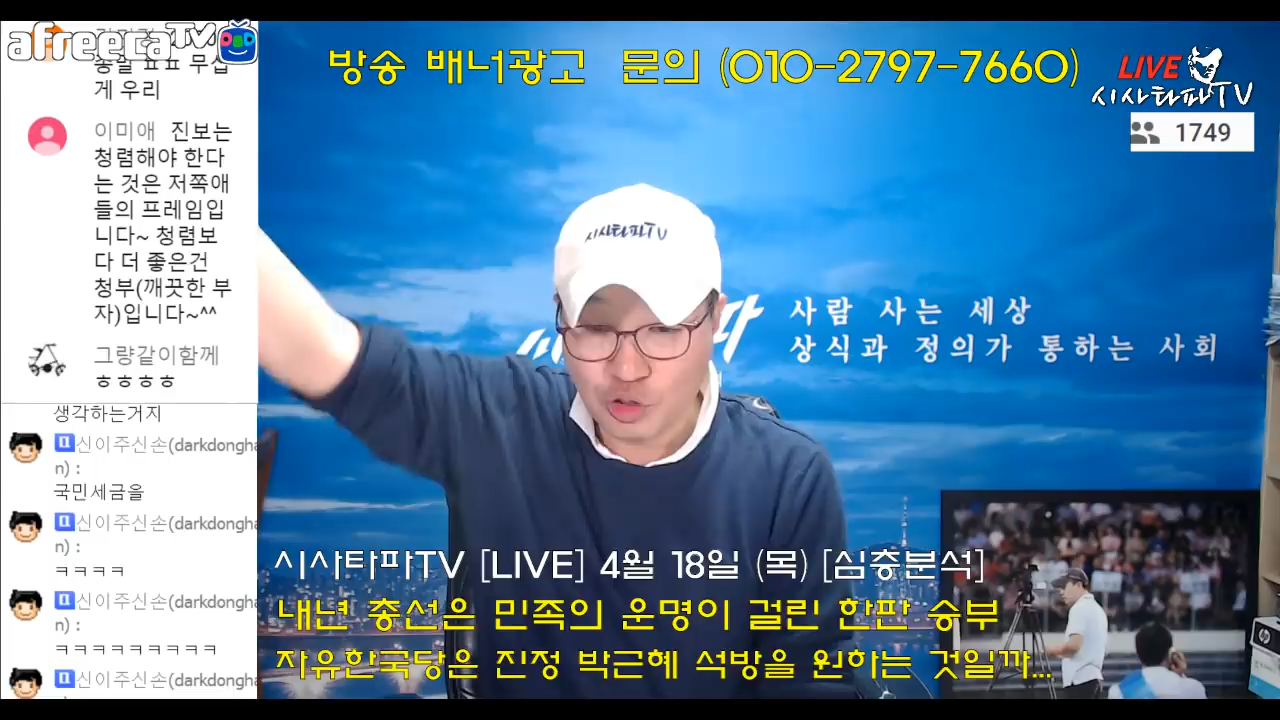 afreecaTV
게 우리
이미애 진보는
청렴해야 한다
는 것은 저쪽애
들의 프레임입
니다~ 청렴보
다 더 좋은건
청부(깨끗한 부
자)입니다~^^
그량같이함께
ㅎㅎㅎㅎ
생각하는거지
신이주신손(darkdongha
n) :
국민세금을
신이주신손(darkdongha
n) :
ㅋㅋㅋㅋ
신이주신손(darkdongha
n) :
ㅋㅋㅋㅋㅋㅋㅋㅋㅋ
신이주신손(darkdongha
방송 배너광고 문의 (010-2797-7660)
LIVE
시사타파TV
1749
시사타파TV
사람 사는 세상
상식과 정의가 통하는 사회
시사타파TV [LIVE] 4월 18일 (목) [심층분석]
내년 총선은 민족의 운명이 걸린 한판 승부
자유한국당은 진정 박근혜 석방을 원하는 것일까...
hp